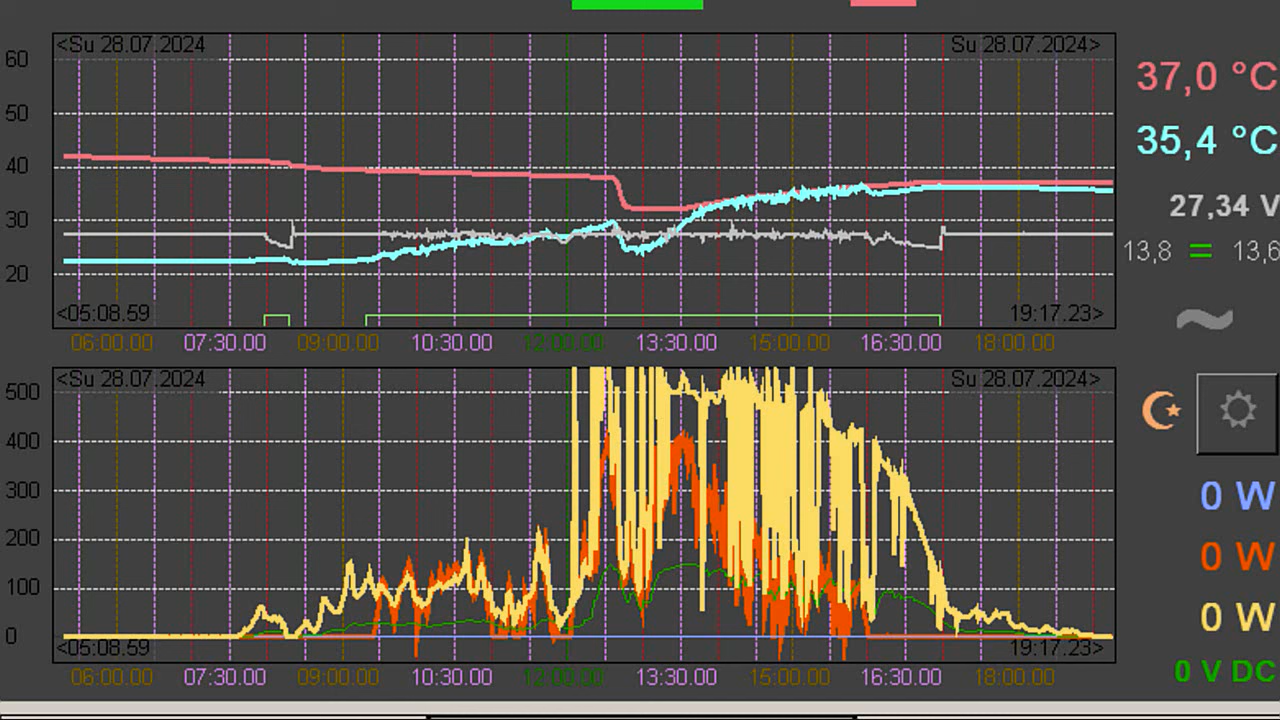 <Su 28.07.2024 Su 28.07.2024>
60
50
40
30
20
<05:08.59 19:17.23>
06:00.00 07:30.00 09:00.00 10:30.00 12:00.00 13:30.00 15:00.00 16:30.00 18:00.00
37,0 °C
35,4 °C
27,34 V
13,8 = 13,6
<Su 28.07.2024 Su 28.07.2024>
500
400
300
200
100
0
<05:08.59 19:17.23>
06:00.00 07:30.00 09:00.00 10:30.00 12:00.00 13:30.00 15:00.00 16:30.00 18:00.00
0 W
0 W
0 W
0 V DC